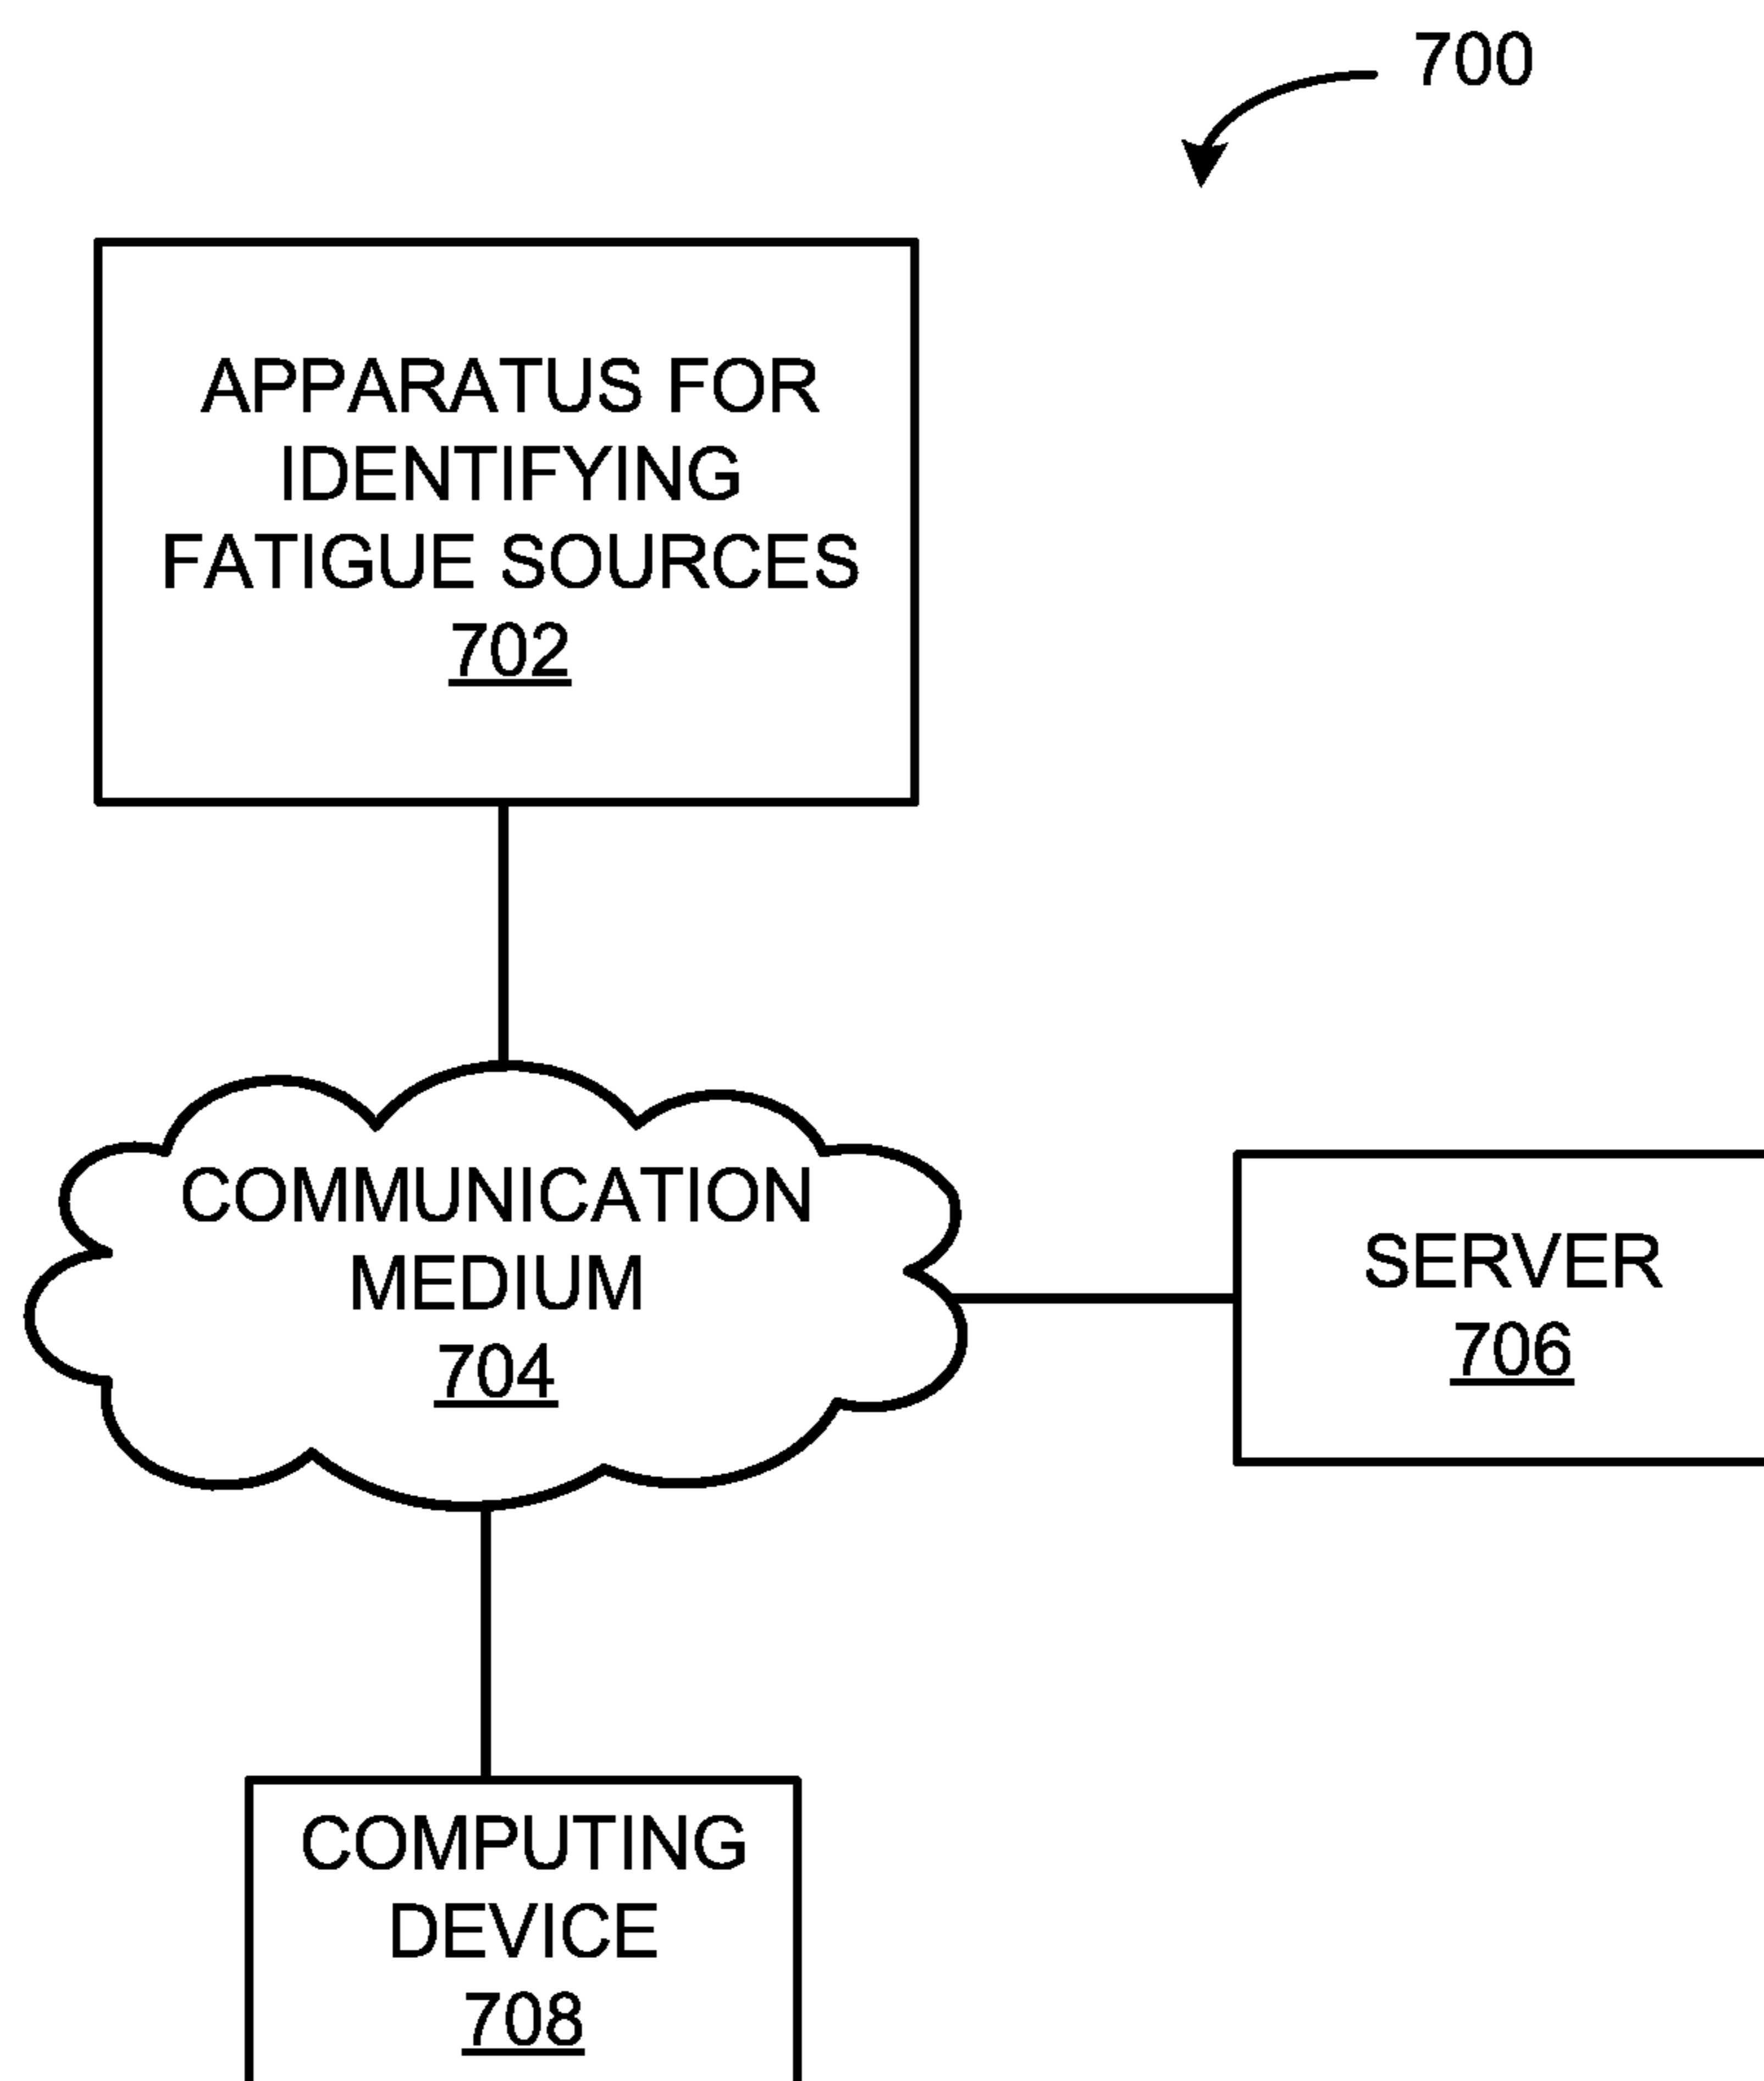 700
APPARATUS FOR
IDENTIFYING
FATIGUE SOURCES
702
COMMUNICATION
MEDIUM
704
SERVER
706
COMPUTING
DEVICE
708